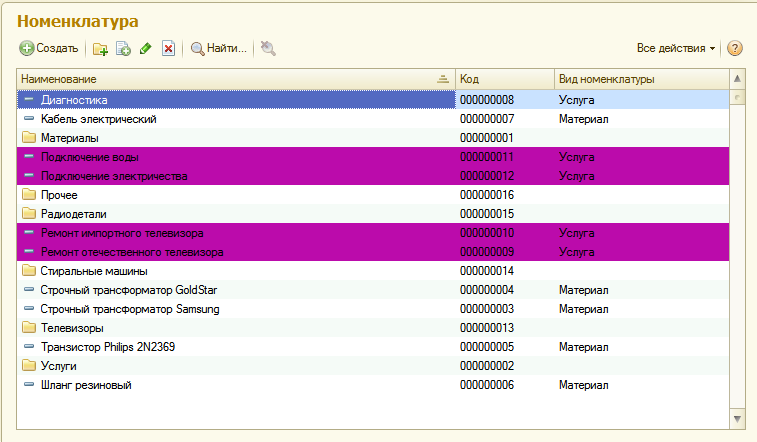 Номенклатура
Создать Найти... Все действия ?
Наименование Код Вид номенклатуры
Диагностика 000000008 Услуга
Кабель электрический 000000007 Материал
Материалы 000000001
Подключение воды 000000011 Услуга
Подключение электричества 000000012 Услуга
Прочее 000000016
Радиодетали 000000015
Ремонт импортного телевизора 000000010 Услуга
Ремонт отечественного телевизора 000000009 Услуга
Стиральные машины 000000014
Строчный трансформатор GoldStar 000000004 Материал
Строчный трансформатор Samsung 000000003 Материал
Телевизоры 000000013
Транзистор Philips 2N2369 000000005 Материал
Услуги 000000002
Шланг резиновый 000000006 Материал